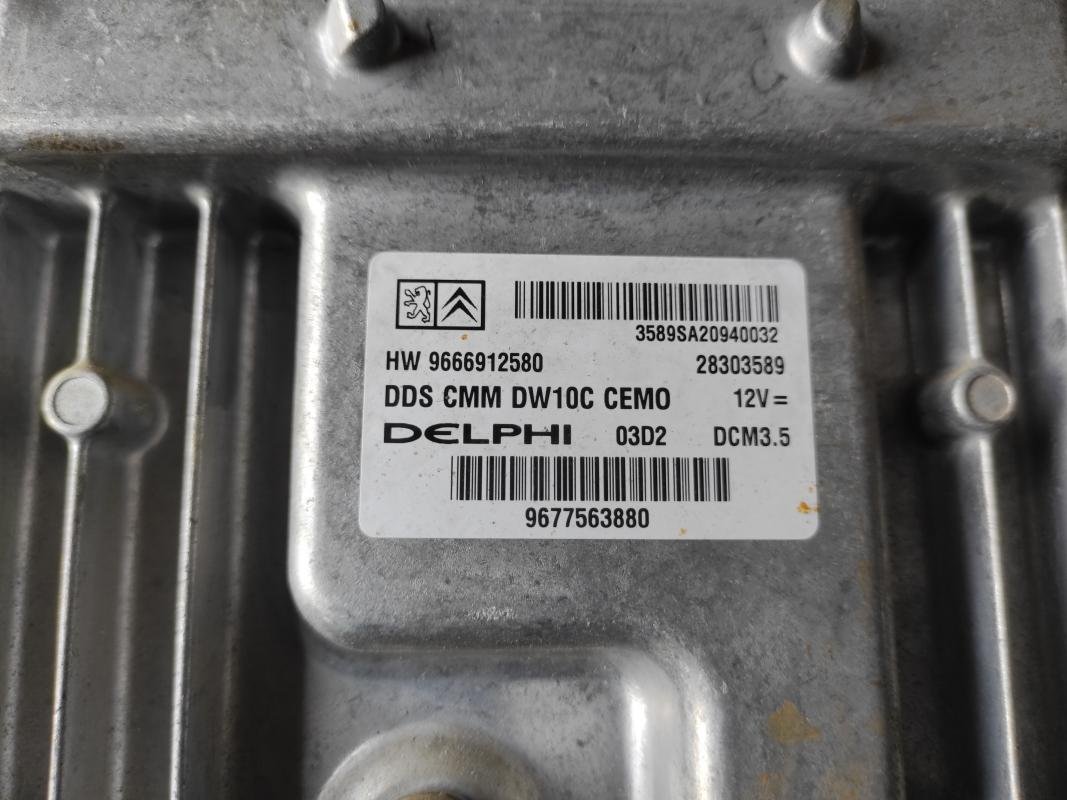 3589SA20940032
HW 9666912580 28303589
DDS CMM DW10C CEMO 12V =
DELPHI 03D2 DCM3.5
9677563880